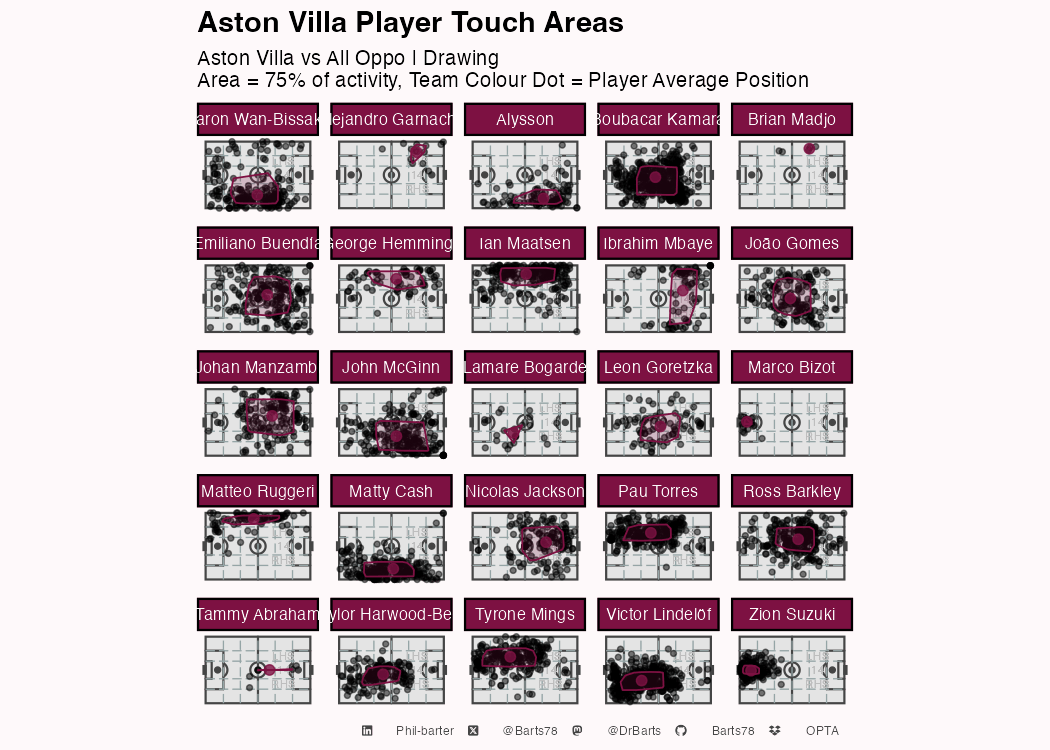 Aston Villa Player Touch Areas
Aston Villa vs All Oppo | Drawing
Area = 75% of activity, Team Colour Dot = Player Average Position
aron Wan-Bissak lejandro Garnach Alysson Boubacar Kamara Brian Madjo
Emiliano Buendía George Hemming Ian Maatsen Ibrahim Mbaye João Gomes
Johan Manzamb John McGinn Lamare Bogarde Leon Goretzka Marco Bizot
Matteo Ruggeri Matty Cash Nicolas Jackson Pau Torres Ross Barkley
Tammy Abraham ylor Harwood-Be Tyrone Mings Victor Lindelöf Zion Suzuki
Phil-barter @Barts78 @DrBarts Barts78 OPTA